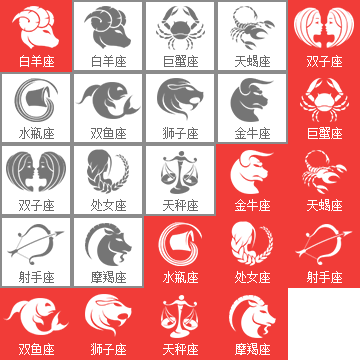 白羊座 白羊座 巨蟹座 天蝎座 双子座
水瓶座 双鱼座 狮子座 金牛座 巨蟹座
双子座 处女座 天秤座 金牛座 天蝎座
射手座 摩羯座 水瓶座 处女座 射手座
双鱼座 狮子座 天秤座 摩羯座